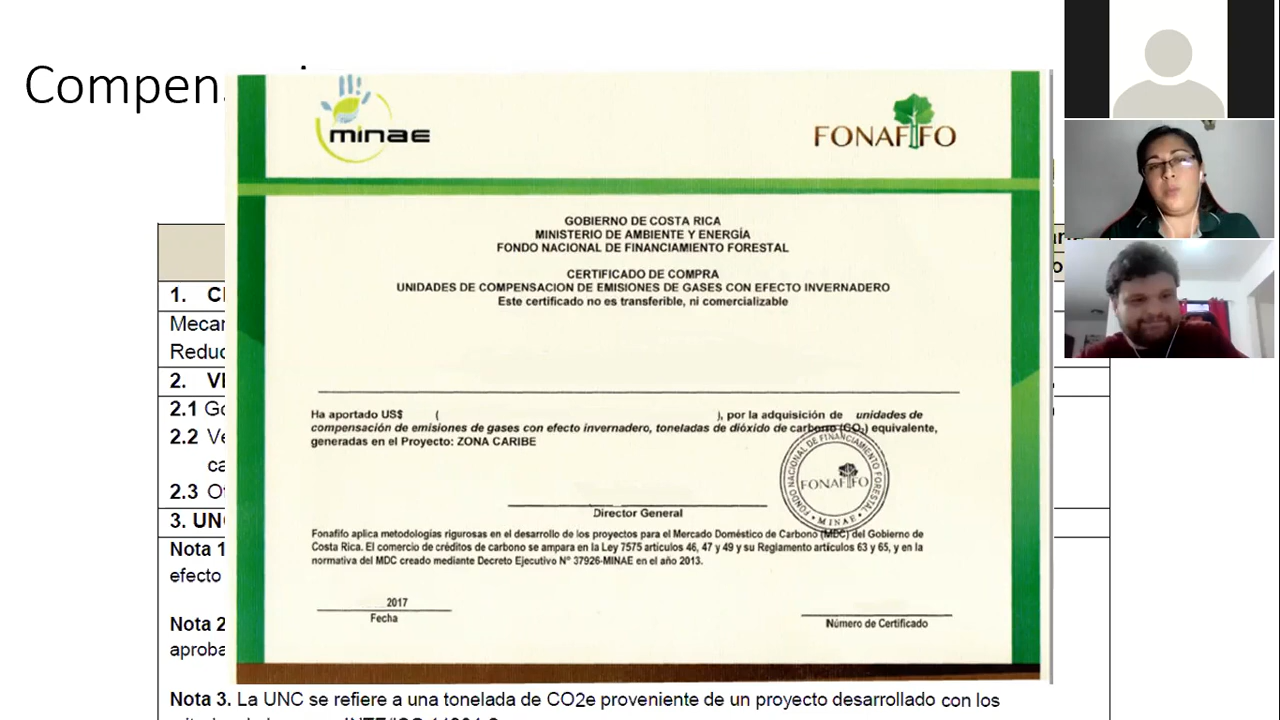 Compen
minae
FONAFIFO
GOBIERNO DE COSTA RICA
MINISTERIO DE AMBIENTE Y ENERGÍA
FONDO NACIONAL DE FINANCIAMIENTO FORESTAL
CERTIFICADO DE COMPRA
UNIDADES DE COMPENSACION DE EMISIONES DE GASES CON EFECTO INVERNADERO
Este certificado no es transferible, ni comercializable
Ha aportado US$ ( ), por la adquisición de unidades de
compensación de emisiones de gases con efecto invernadero, toneladas de dióxido de carbono (CO₂) equivalente,
generadas en el Proyecto: ZONA CARIBE
FONDO NACIONAL DE FINANCIAMIENTO FORESTAL
FONAFIFO
• MINAE •
Director General
Fonafifo aplica metodologías rigurosas en el desarrollo de los proyectos para el Mercado Doméstico de Carbono (MDC) del Gobierno de
Costa Rica. El comercio de créditos de carbono se ampara en la Ley 7575 artículos 46, 47 y 49 y su Reglamento artículos 63 y 65, y en la
normativa del MDC creado mediante Decreto Ejecutivo N° 37926-MINAE en el año 2013.
2017
Fecha
Número de Certificado
1. C
Mecar
Reduc
2. V
2.1 Go
2.2 Ve
ca
2.3 O
3. UNC
Nota 1
efecto
Nota 2
aproba
Nota 3. La UNC se refiere a una tonelada de CO2e proveniente de un proyecto desarrollado con los